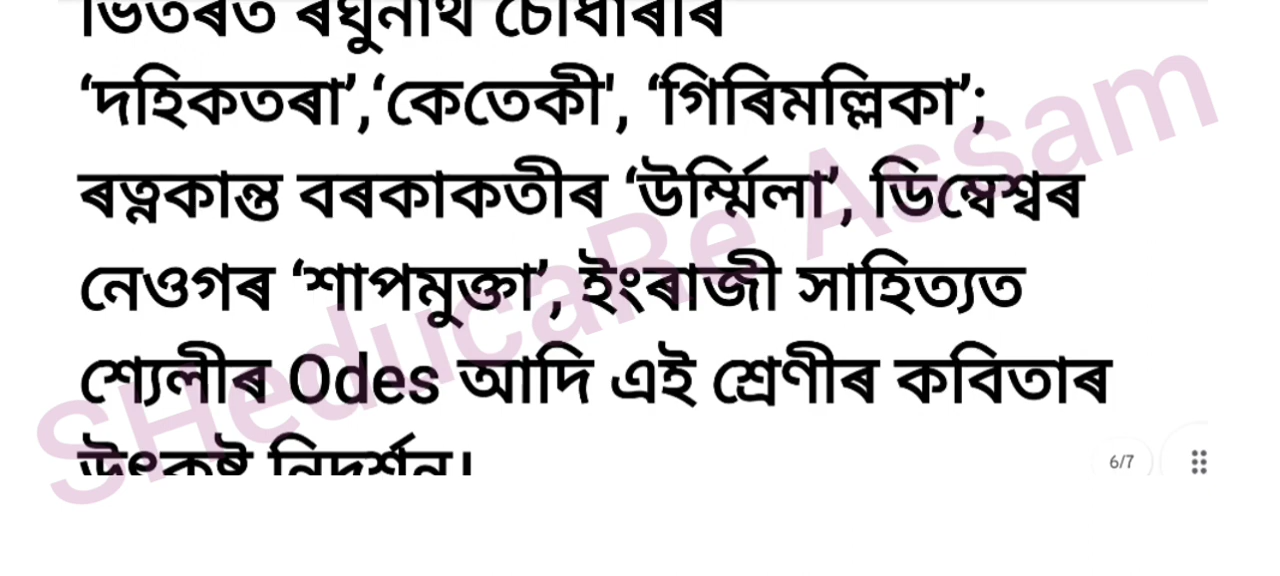 ভিতৰত ৰঘুনাথ চৌধাৰীৰ
‘দহিকতৰা’,‘কেতেকী', ‘গিৰিমল্লিকা’;
ৰত্নকান্ত বৰকাকতীৰ ‘উৰ্ম্মিলা’, ডিম্বেশ্বৰ
নেওগৰ ‘শাপমুক্তা’, ইংৰাজী সাহিত্যত
শ্যেলীৰ Odes আদি এই শ্ৰেণীৰ কবিতাৰ
উৎকৃষ্ট নিদৰ্শন।
6/7
SHeducaRe Assam